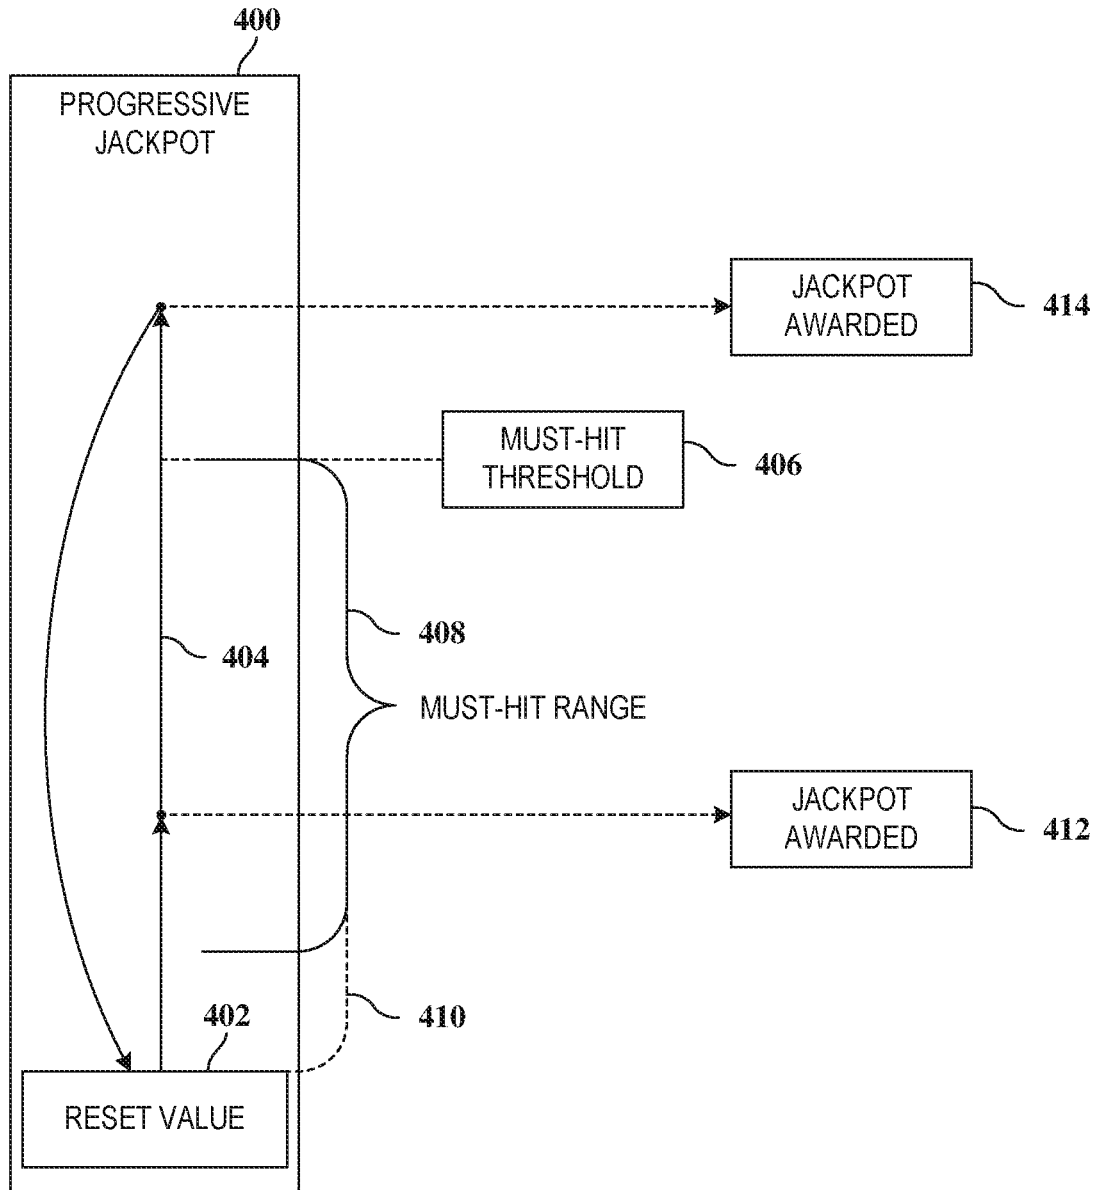 400
PROGRESSIVE
JACKPOT
JACKPOT
AWARDED
414
MUST-HIT
THRESHOLD
406
408
404
MUST-HIT RANGE
JACKPOT
AWARDED
412
410
402
RESET VALUE